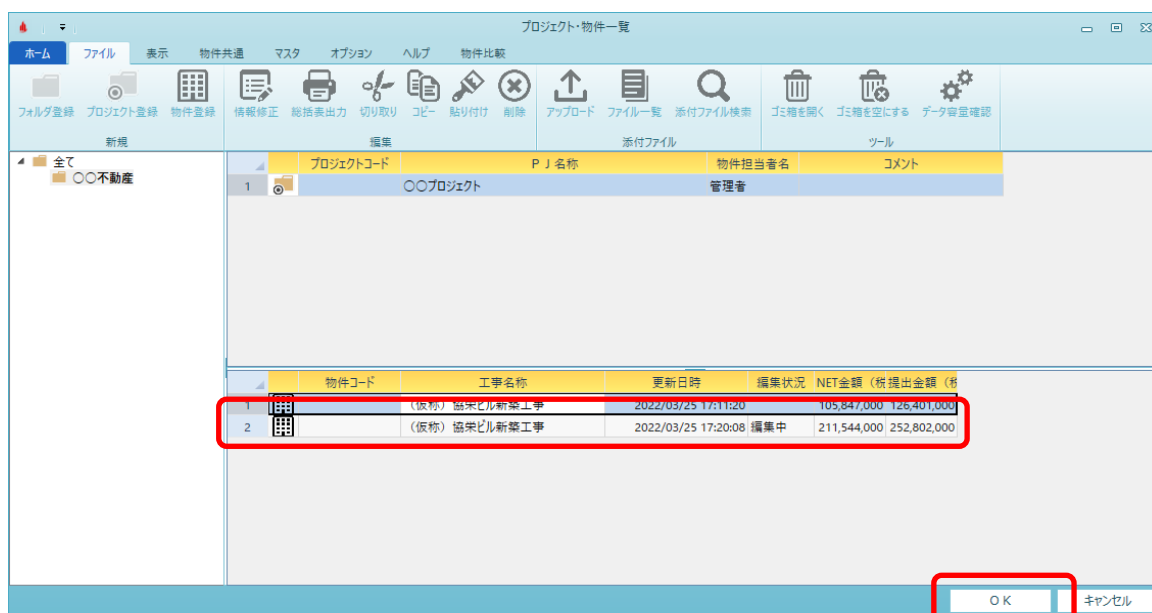 プロジェクト・物件一覧
ホーム ファイル 表示 物件共通 マスタ オプション ヘルプ 物件比較
フォルダ登録 プロジェクト登録 物件登録 情報修正 総括表出力 切り取り コピー 貼り付け 削除 アップロード ファイル一覧 添付ファイル検索 ゴミ箱を開く ゴミ箱を空にする データ容量確認
新規 編集 添付ファイル ツール
全て
〇〇不動産
プロジェクトコード PJ名称 物件担当者名 コメント
1 〇〇プロジェクト 管理者
物件コード 工事名称 更新日時 編集状況 NET金額（税 提出金額（税
1 （仮称）協栄ビル新築工事 2022/03/25 17:11:20 105,847,000 126,401,000
2 （仮称）協栄ビル新築工事 2022/03/25 17:20:08 編集中 211,544,000 252,802,000
OK キャンセル